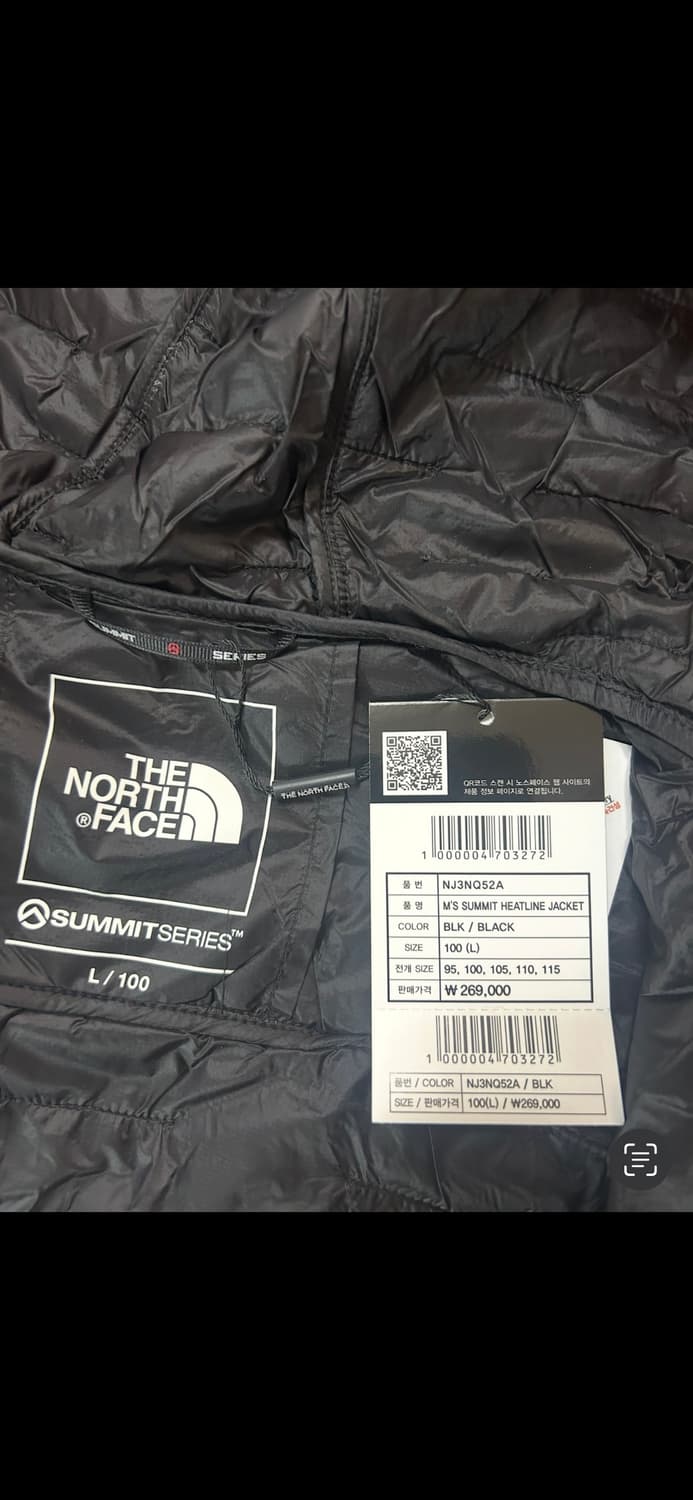 SUMMIT SERIES
THE
NORTH
®FACE
SUMMITSERIES™
L / 100
THE NORTH FACE
QR코드 스캔 시 노스페이스 웹 사이트의
제품 정보 페이지로 연결됩니다.
1 000004 703272
품 번 NJ3NQ52A
품 명 M'S SUMMIT HEATLINE JACKET
COLOR BLK / BLACK
SIZE 100 (L)
전개 SIZE 95, 100, 105, 110, 115
판매가격 ₩ 269,000
1 000004 703272
품번 / COLOR NJ3NQ52A / BLK
SIZE / 판매가격 100(L) / ₩269,000